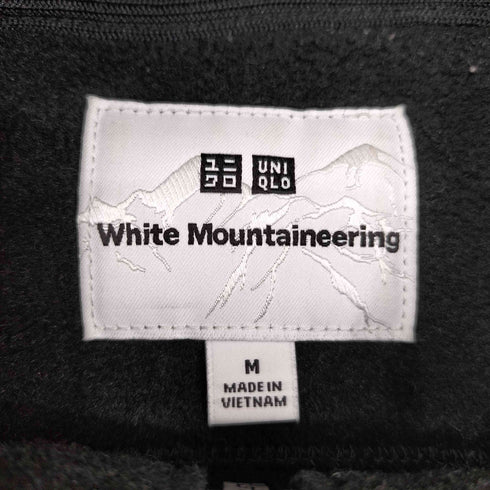 ユニ UNI
クロ QLO
White Mountaineering
M
MADE IN
VIETNAM